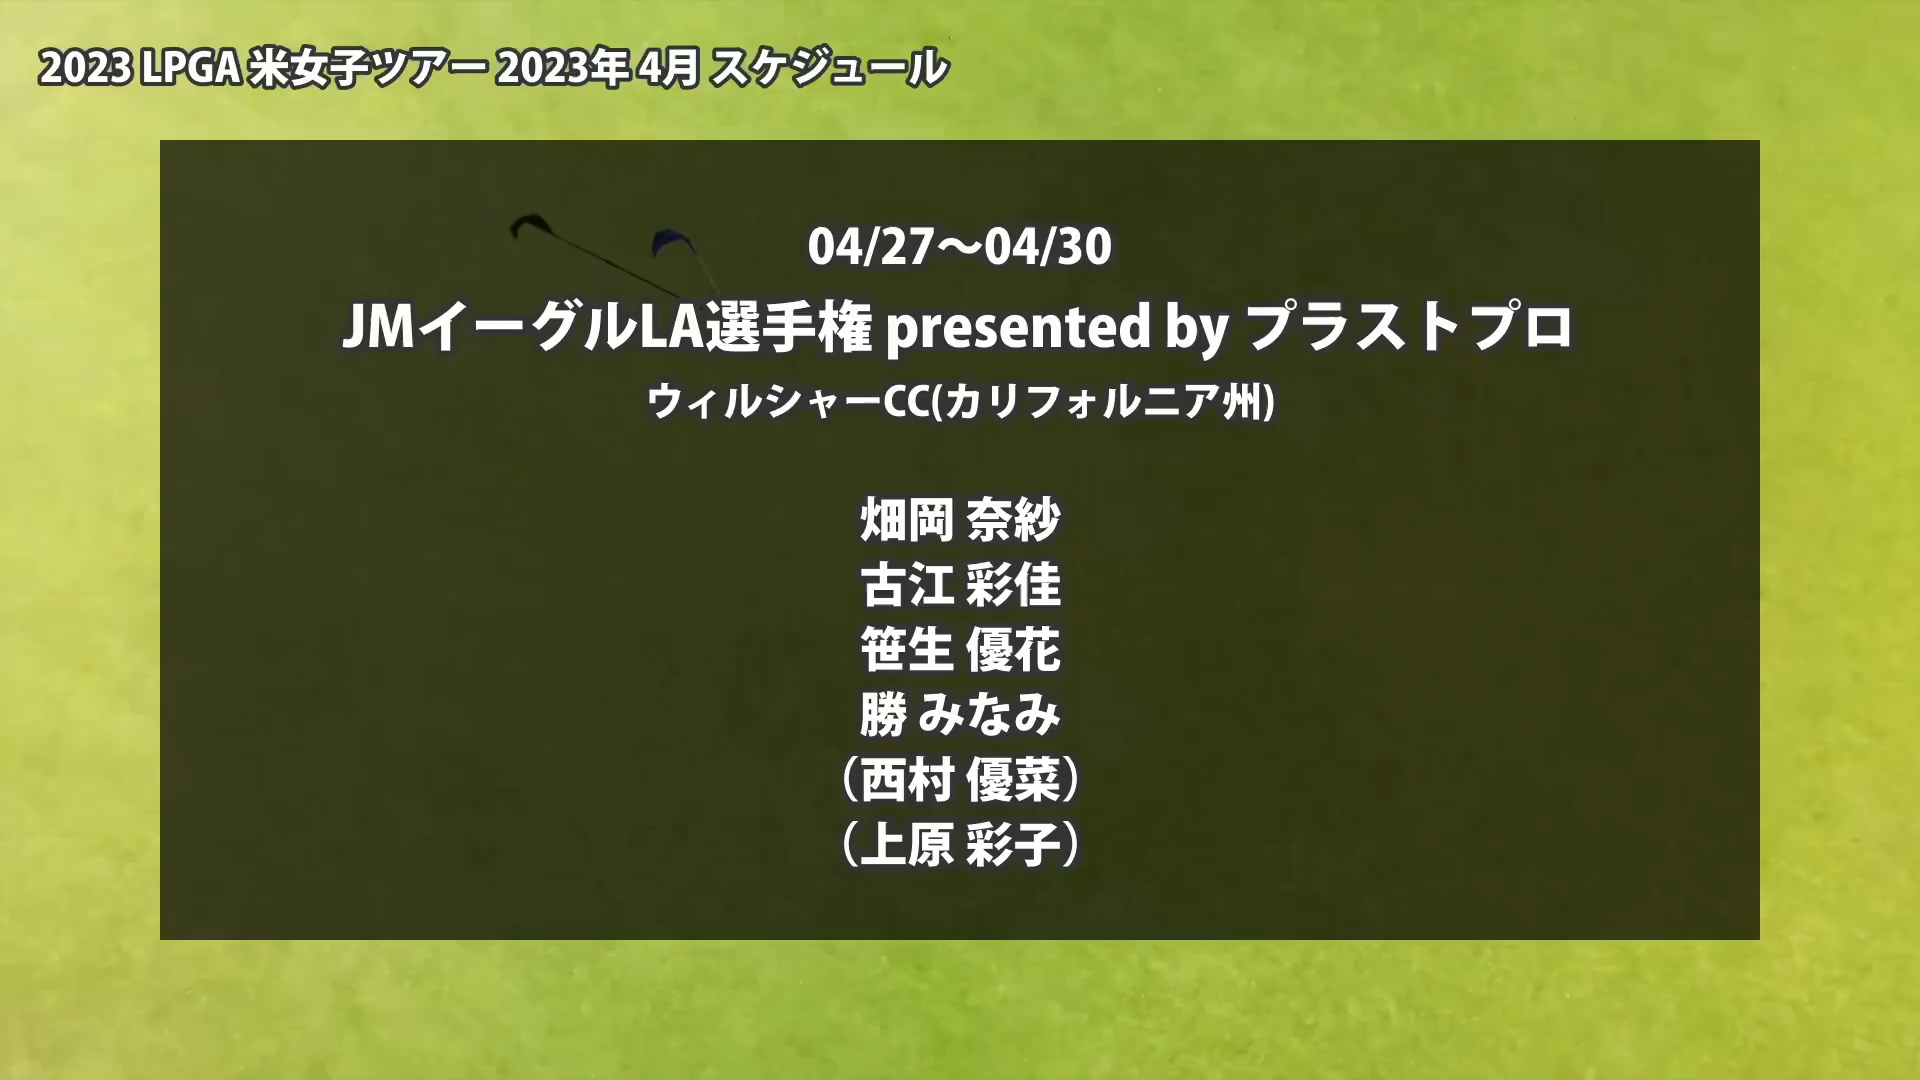 2023 LPGA 米女子ツアー 2023年 4月 スケジュール
04/27〜04/30
JMイーグルLA選手権 presented by プラストプロ
ウィルシャーCC(カリフォルニア州)
畑岡 奈紗
古江 彩佳
笹生 優花
勝 みなみ
（西村 優菜）
（上原 彩子）